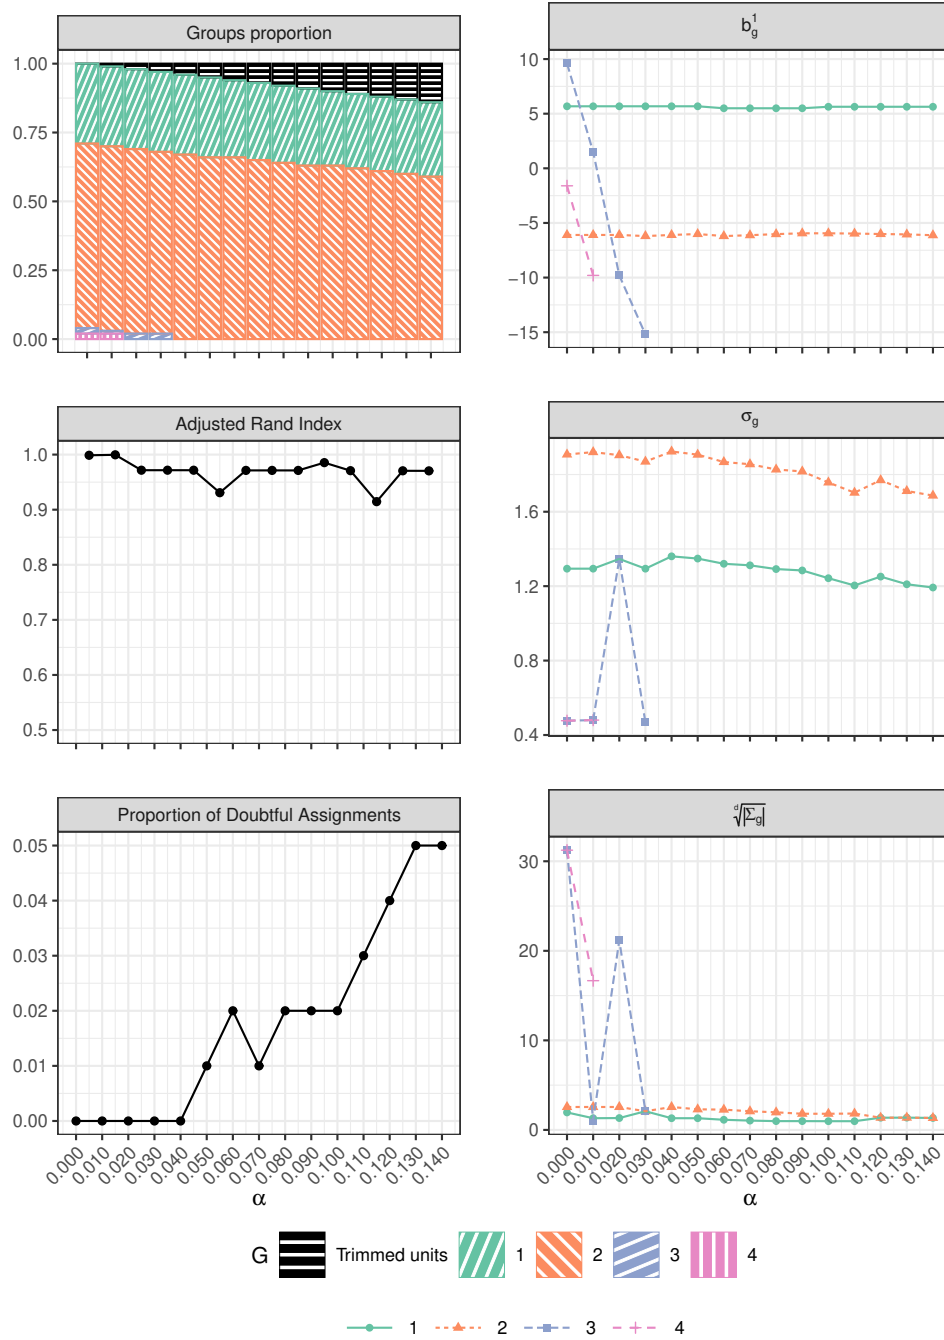 Groups proportion
1.00
0.75
0.50
0.25
0.00
b_g^1
10
5
0
−5
−10
−15
Adjusted Rand Index
1.0
0.9
0.8
0.7
0.6
0.5
σ_g
1.6
1.2
0.8
0.4
Proportion of Doubtful Assignments
0.05
0.04
0.03
0.02
0.01
0.00
0.000 0.010 0.020 0.030 0.040 0.050 0.060 0.070 0.080 0.090 0.100 0.110 0.120 0.130 0.140
α
ᵈ√|Σ_g|
30
20
10
0
0.000 0.010 0.020 0.030 0.040 0.050 0.060 0.070 0.080 0.090 0.100 0.110 0.120 0.130 0.140
α
G Trimmed units 1 2 3 4
1 2 3 4